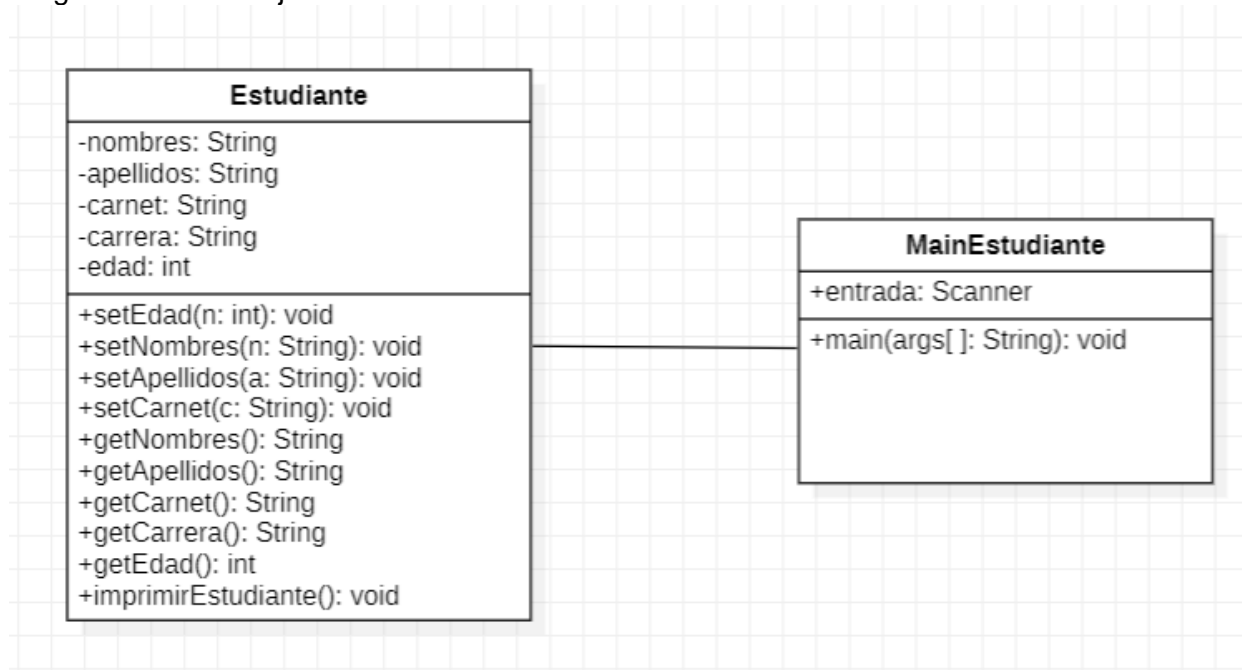 Estudiante
-nombres: String
-apellidos: String
-carnet: String
-carrera: String
-edad: int
+setEdad(n: int): void
+setNombres(n: String): void
+setApellidos(a: String): void
+setCarnet(c: String): void
+getNombres(): String
+getApellidos(): String
+getCarnet(): String
+getCarrera(): String
+getEdad(): int
+imprimirEstudiante(): void
MainEstudiante
+entrada: Scanner
+main(args[ ]: String): void